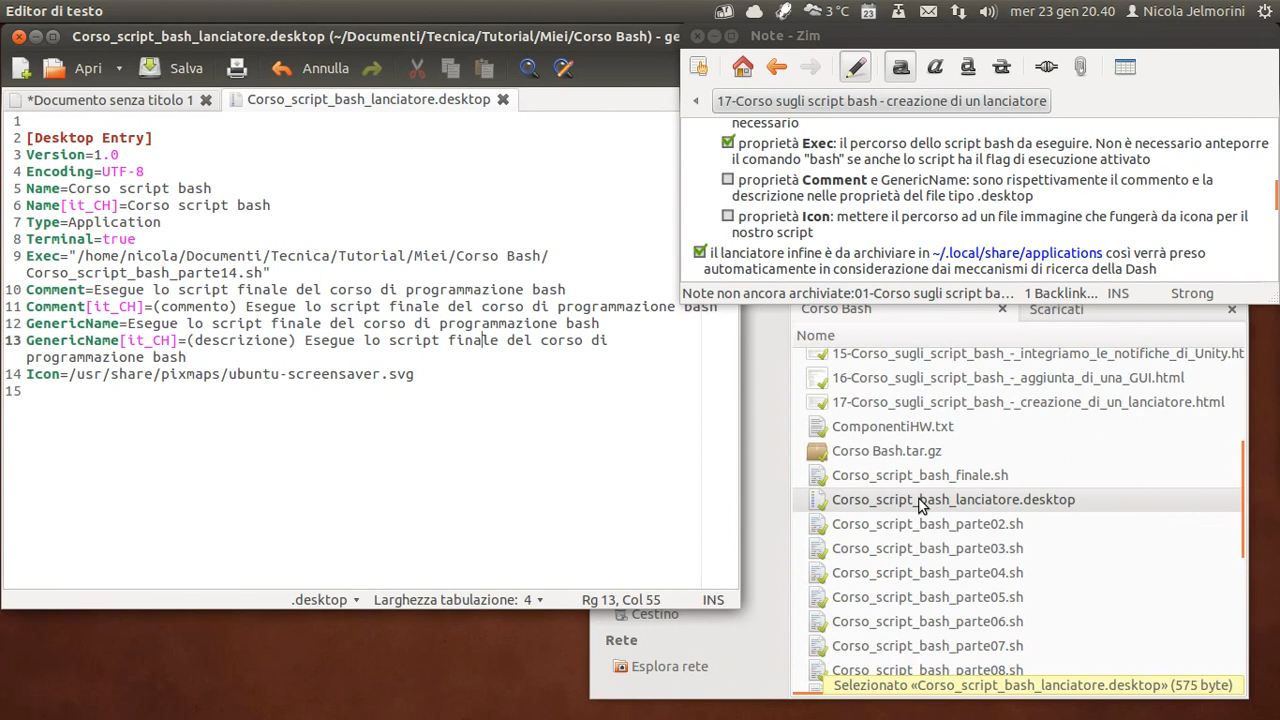 Editor di testo
3 °C
mer 23 gen 20.40
Nicola Jelmorini
Corso_script_bash_lanciatore.desktop (~/Documenti/Tecnica/Tutorial/Miei/Corso Bash) - ge
Apri
Salva
Annulla
*Documento senza titolo 1
Corso_script_bash_lanciatore.desktop
1
2 [Desktop Entry]
3 Version=1.0
4 Encoding=UTF-8
5 Name=Corso script bash
6 Name[it_CH]=Corso script bash
7 Type=Application
8 Terminal=true
9 Exec="/home/nicola/Documenti/Tecnica/Tutorial/Miei/Corso Bash/
Corso_script_bash_parte14.sh"
10 Comment=Esegue lo script finale del corso di programmazione bash
11 Comment[it_CH]=(commento) Esegue lo script finale del corso di programmazione bash
12 GenericName=Esegue lo script finale del corso di programmazione bash
13 GenericName[it_CH]=(descrizione) Esegue lo script finale del corso di
programmazione bash
14 Icon=/usr/share/pixmaps/ubuntu-screensaver.svg
15
.desktop
Larghezza tabulazione: 4
Rg 13, Col 55
INS
Note - Zim
17-Corso sugli script bash - creazione di un lanciatore
necessario
proprietà Exec: il percorso dello script bash da eseguire. Non è necessario anteporre
il comando "bash" se anche lo script ha il flag di esecuzione attivato
proprietà Comment e GenericName: sono rispettivamente il commento e la
descrizione nelle proprietà del file tipo .desktop
proprietà Icon: mettere il percorso ad un file immagine che fungerà da icona per il
nostro script
il lanciatore infine è da archiviare in ~/.local/share/applications così verrà preso
automaticamente in considerazione dai meccanismi di ricerca della Dash
Note non ancora archiviate:01-Corso sugli script ba...
1 Backlink...
INS
Strong
Corso Bash
Scaricati
Nome
15-Corso_sugli_script_bash_-_integriamo_le_notifiche_di_Unity.ht
16-Corso_sugli_script_bash_-_aggiunta_di_una_GUI.html
17-Corso_sugli_script_bash_-_creazione_di_un_lanciatore.html
ComponentiHW.txt
Corso Bash.tar.gz
Corso_script_bash_finale.sh
Corso_script_bash_lanciatore.desktop
Corso_script_bash_parte02.sh
Corso_script_bash_parte03.sh
Corso_script_bash_parte04.sh
Corso_script_bash_parte05.sh
Corso_script_bash_parte06.sh
Corso_script_bash_parte07.sh
Corso_script_bash_parte08.sh
Selezionato «Corso_script_bash_lanciatore.desktop» (575 byte)
Cestino
Rete
Esplora rete